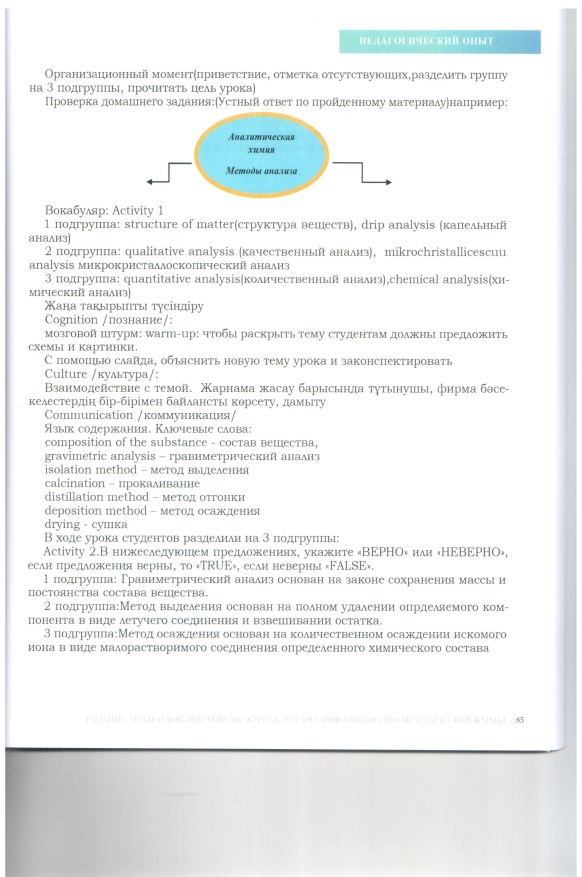 ПЕДАГОГИЧЕСКИЙ ОПЫТ
Организационный момент(приветствие, отметка отсутствующих,разделить группу
на 3 подгруппы, прочитать цель урока)
Проверка домашнего задания:(Устный ответ по пройденному материалу)например:
Аналитическая
химия
Методы анализа
Вокабуляр: Activity 1
1 подгруппа: structure of matter(структура веществ), drip analysis (капельный
анализ)
2 подгруппа: qualitative analysis (качественный анализ), mikrochristallicescuu
analysis микрокристаллоскопический анализ
3 подгруппа: quantitative analysis(количественный анализ),chemical analysis(хи-
мический анализ)
Жаңа тақырыпты түсіндіру
Cognition /познание/:
мозговой штурм: warm-up: чтобы раскрыть тему студентам должны предложить
схемы и картинки.
С помощью слайда, объяснить новую тему урока и законспектировать
Culture /культура/:
Взаимодействие с темой. Жарнама жасау барысында тұтынушы, фирма бәсе-
келестердің бір-бірімен байлансты көрсету, дамыту
Communication /коммуникация/
Язык содержания. Ключевые слова:
composition of the substance - состав вещества,
gravimetric analysis – гравиметрический анализ
isolation method – метод выделения
calcination – прокаливание
distillation method – метод отгонки
deposition method – метод осаждения
drying - сушка
В ходе урока студентов разделили на 3 подгруппы:
Activity 2.В нижеследующем предложениях, укажите «ВЕРНО» или «НЕВЕРНО»,
если предложения верны, то «TRUE», если неверны «FALSE».
1 подгруппа: Гравиметрический анализ основан на законе сохранения массы и
постоянства состава вещества.
2 подгруппа:Метод выделения основан на полном удалении опрделяемого ком-
понента в виде летучего соединения и взвешивании остатка.
3 подгруппа:Метод осаждения основан на количественном осаждении искомого
иона в виде малорастворимого соединения определенного химического состава
ЖУРНАЛ/НАУЧНО- ИНФОРМАЦИОННО МЕТОДИЧЕСКИЙ ЖУРНАЛ / 85